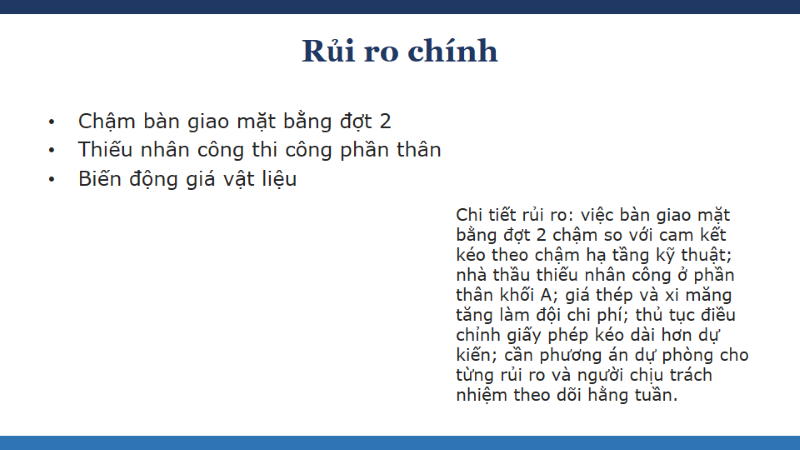 Rủi ro chính
• Chậm bàn giao mặt bằng đợt 2
• Thiếu nhân công thi công phần thân
• Biến động giá vật liệu
Chi tiết rủi ro: việc bàn giao mặt
bằng đợt 2 chậm so với cam kết
kéo theo chậm hạ tầng kỹ thuật;
nhà thầu thiếu nhân công ở phần
thân khối A; giá thép và xi măng
tăng làm đội chi phí; thủ tục điều
chỉnh giấy phép kéo dài hơn dự
kiến; cần phương án dự phòng cho
từng rủi ro và người chịu trách
nhiệm theo dõi hằng tuần.